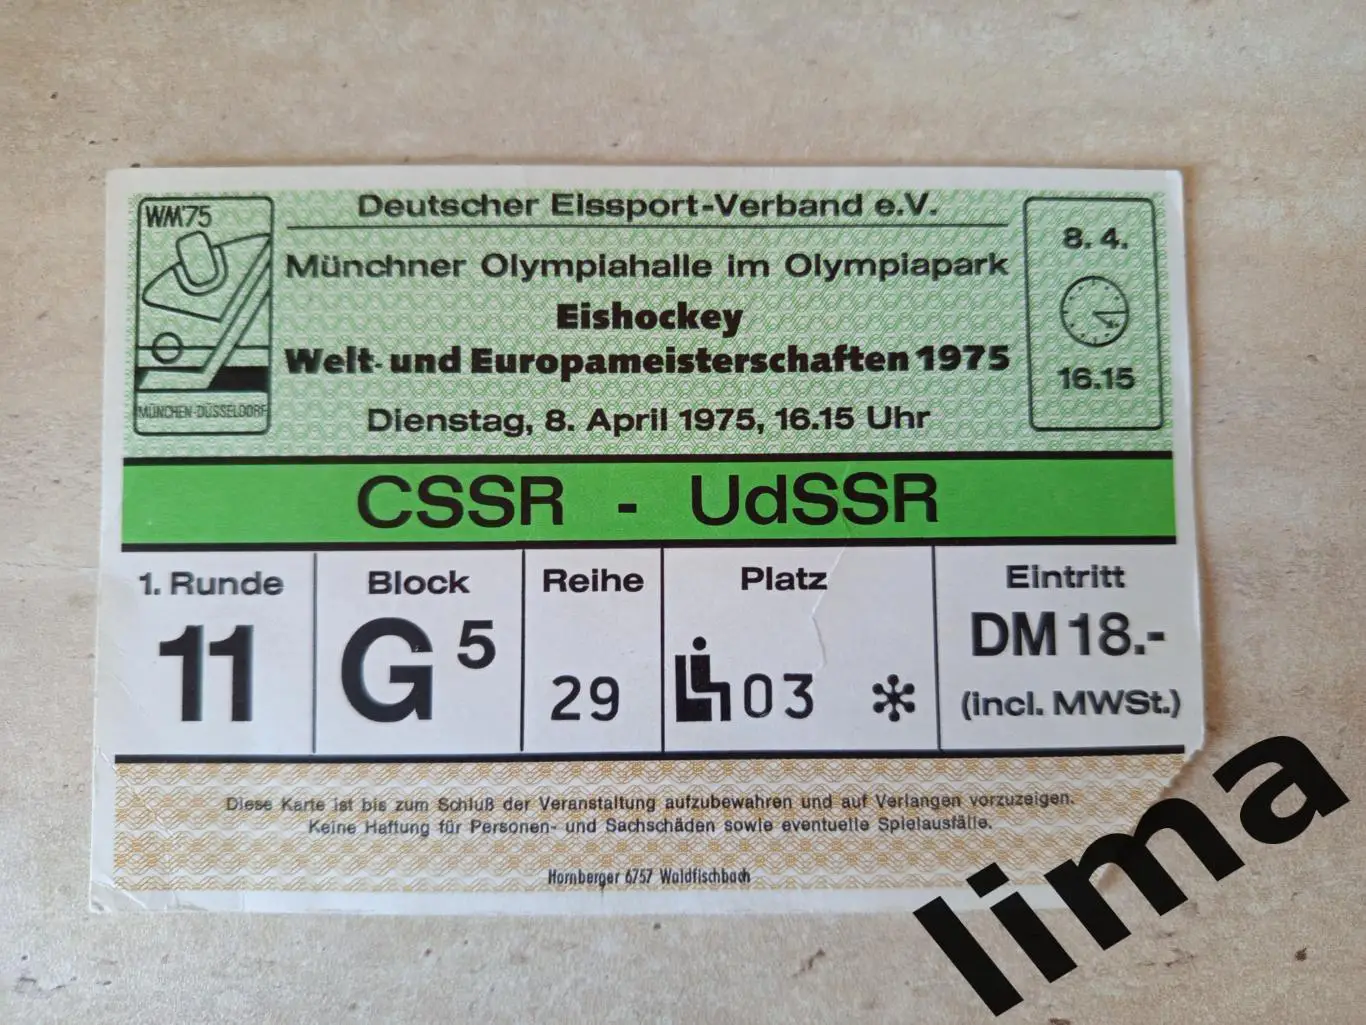 WM'75
MÜNCHEN-DÜSSELDORF
Deutscher Eissport-Verband e.V.
Münchner Olympiahalle im Olympiapark
Eishockey
Welt- und Europameisterschaften 1975
Dienstag, 8. April 1975, 16.15 Uhr
8. 4.
16.15
CSSR - UdSSR
1. Runde
11
Block
G 5
Reihe
29
Platz
03 *
Eintritt
DM 18.-
(incl. MWSt.)
Diese Karte ist bis zum Schluß der Veranstaltung aufzubewahren und auf Verlangen vorzuzeigen.
Keine Haftung für Personen- und Sachschäden sowie eventuelle Spielausfälle.
Hornberger 6757 Waldfischbach
lima